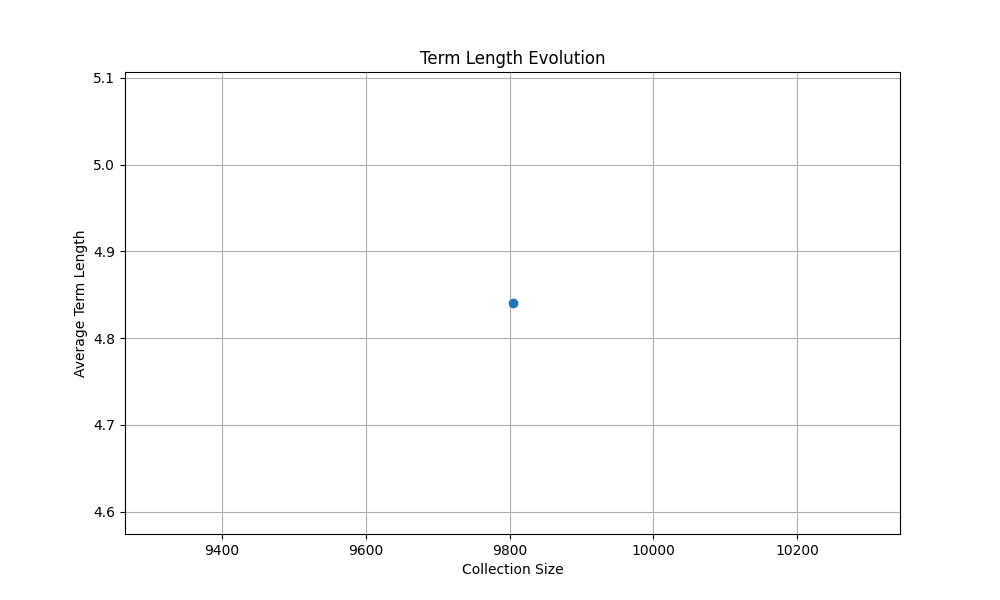 Term Length Evolution
5.1
5.0
4.9
4.8
4.7
4.6
Average Term Length
9400 9600 9800 10000 10200
Collection Size